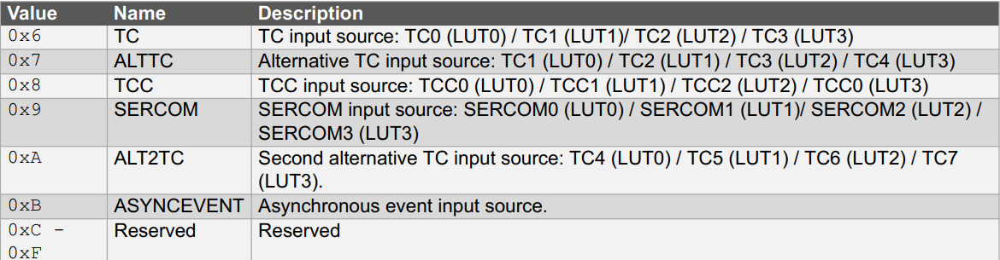 Value Name Description
0x6 TC TC input source: TC0 (LUT0) / TC1 (LUT1)/ TC2 (LUT2) / TC3 (LUT3)
0x7 ALTTC Alternative TC input source: TC1 (LUT0) / TC2 (LUT1) / TC3 (LUT2) / TC4 (LUT3)
0x8 TCC TCC input source: TCC0 (LUT0) / TCC1 (LUT1) / TCC2 (LUT2) / TCC0 (LUT3)
0x9 SERCOM SERCOM input source: SERCOM0 (LUT0) / SERCOM1 (LUT1)/ SERCOM2 (LUT2) /
SERCOM3 (LUT3)
0xA ALT2TC Second alternative TC input source: TC4 (LUT0) / TC5 (LUT1) / TC6 (LUT2) / TC7
(LUT3).
0xB ASYNCEVENT Asynchronous event input source.
0xC - Reserved Reserved
0xF